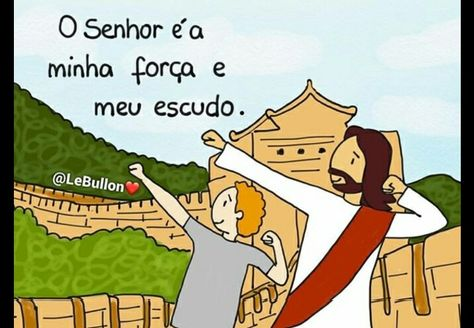 O Senhor é a
minha força e
meu escudo.
@LeBullon❤️